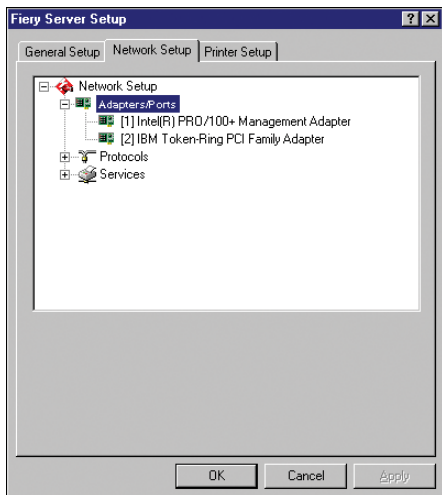 Fiery Server Setup
General Setup Network Setup Printer Setup
Network Setup
Adapters/Ports
[1] Intel(R) PRO/100+ Management Adapter
[2] IBM Token-Ring PCI Family Adapter
Protocols
Services
OK Cancel Apply